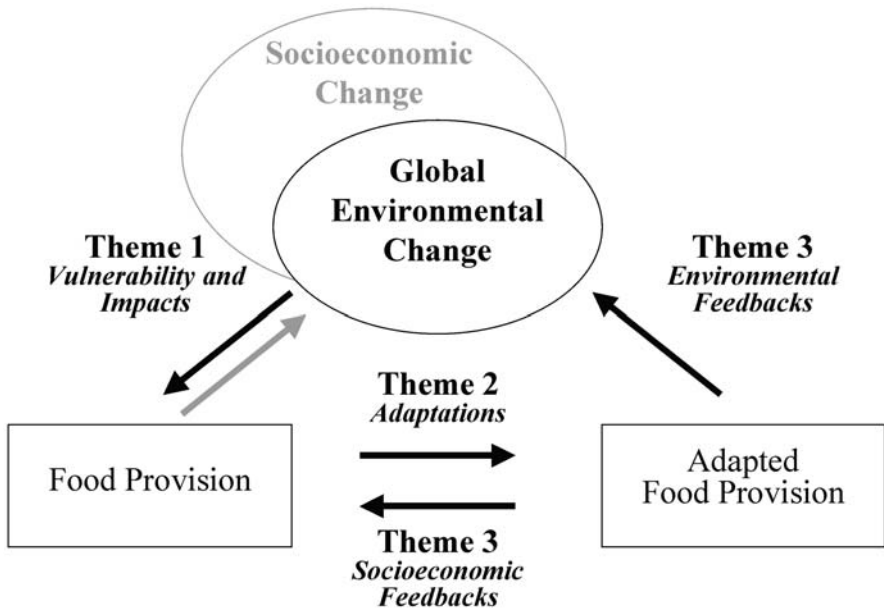 Socioeconomic
Change
Global
Environmental
Change
Theme 1
Vulnerability and
Impacts
Theme 3
Environmental
Feedbacks
Theme 2
Adaptations
Food Provision
Adapted
Food Provision
Theme 3
Socioeconomic
Feedbacks